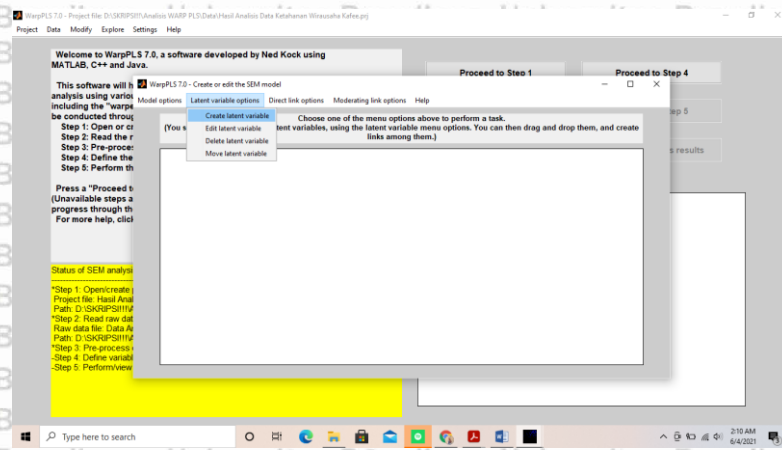 WarpPLS 7.0 - Project file: D:\SKRIPSI!!!\Analisis WARP PLS\Data\Hasil Analisis Data Ketahanan Wirausaha Kafee.prj
Project Data Modify Explore Settings Help
Welcome to WarpPLS 7.0, a software developed by Ned Kock using
MATLAB, C++ and Java.
This software will h
analysis using variou
including the "warpe
be conducted throug
Step 1: Open or cr
Step 2: Read the r
Step 3: Pre-proces
Step 4: Define the
Step 5: Perform th
Press a "Proceed to
(Unavailable steps a
progress through th
For more help, click
Proceed to Step 1
Proceed to Step 4
ep 5
s results
WarpPLS 7.0 - Create or edit the SEM model
Model options Latent variable options Direct link options Moderating link options Help
Create latent variable
Edit latent variable
Delete latent variable
Move latent variable
Choose one of the menu options above to perform a task.
(You s tent variables, using the latent variable menu options. You can then drag and drop them, and create
links among them.)
Status of SEM analysi
*Step 1: Open/create p
Project file: Hasil Anal
Path: D:\SKRIPSI!!!\A
*Step 2: Read raw dat
Raw data file: Data A
Path: D:\SKRIPSI!!!\A
*Step 3: Pre-process
-Step 4: Define variabl
-Step 5: Perform/view
Type here to search
2:10 AM
6/4/2021